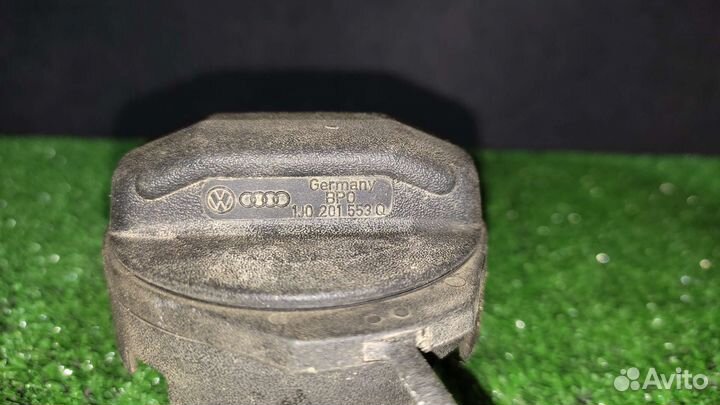 Germany
BPO
1J0 201 553 Q
Avito